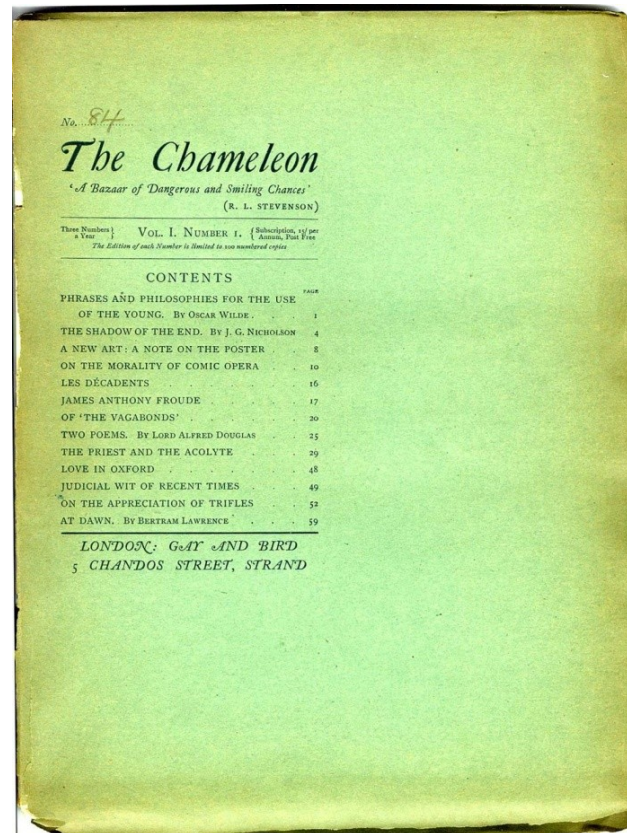 No. 84
The Chameleon
'A Bazaar of Dangerous and Smiling Chances'
(R. L. STEVENSON)
Three Numbers a Year } VOL. I. NUMBER 1. { Subscription, 15/ per Annum, Post Free
The Edition of each Number is limited to 100 numbered copies
CONTENTS
PAGE
PHRASES AND PHILOSOPHIES FOR THE USE
OF THE YOUNG. BY OSCAR WILDE . . . 1
THE SHADOW OF THE END. BY J. G. NICHOLSON 4
A NEW ART: A NOTE ON THE POSTER . . 8
ON THE MORALITY OF COMIC OPERA . . 10
LES DÉCADENTS . . . . . . 16
JAMES ANTHONY FROUDE . . . . 17
OF 'THE VAGABONDS' . . . . . 20
TWO POEMS. BY LORD ALFRED DOUGLAS . . 25
THE PRIEST AND THE ACOLYTE . . . 29
LOVE IN OXFORD . . . . . . 48
JUDICIAL WIT OF RECENT TIMES . . . 49
ON THE APPRECIATION OF TRIFLES . . 52
AT DAWN. BY BERTRAM LAWRENCE . . . 59
LONDON: GAY AND BIRD
5 CHANDOS STREET, STRAND